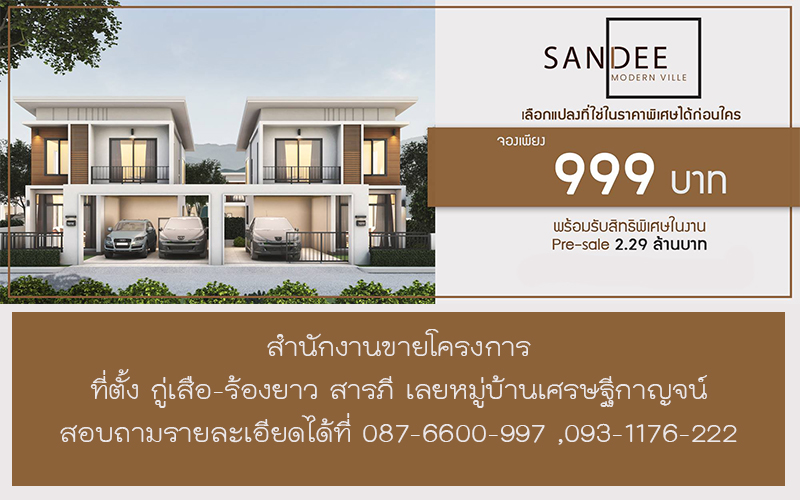 SANDEE
MODERN VILLE
เลือกแปลงที่ใช่ในราคาพิเศษได้ก่อนใคร
จองเพียง
999 บาท
พร้อมรับสิทธิพิเศษในงาน
Pre-sale 2.29 ล้านบาท
สำนักงานขายโครงการ
ที่ตั้ง กู่เสือ-ร้องยาว สารภี เลยหมู่บ้านเศรษฐีกาญจน์
สอบถามรายละเอียดได้ที่ 087-6600-997 ,093-1176-222